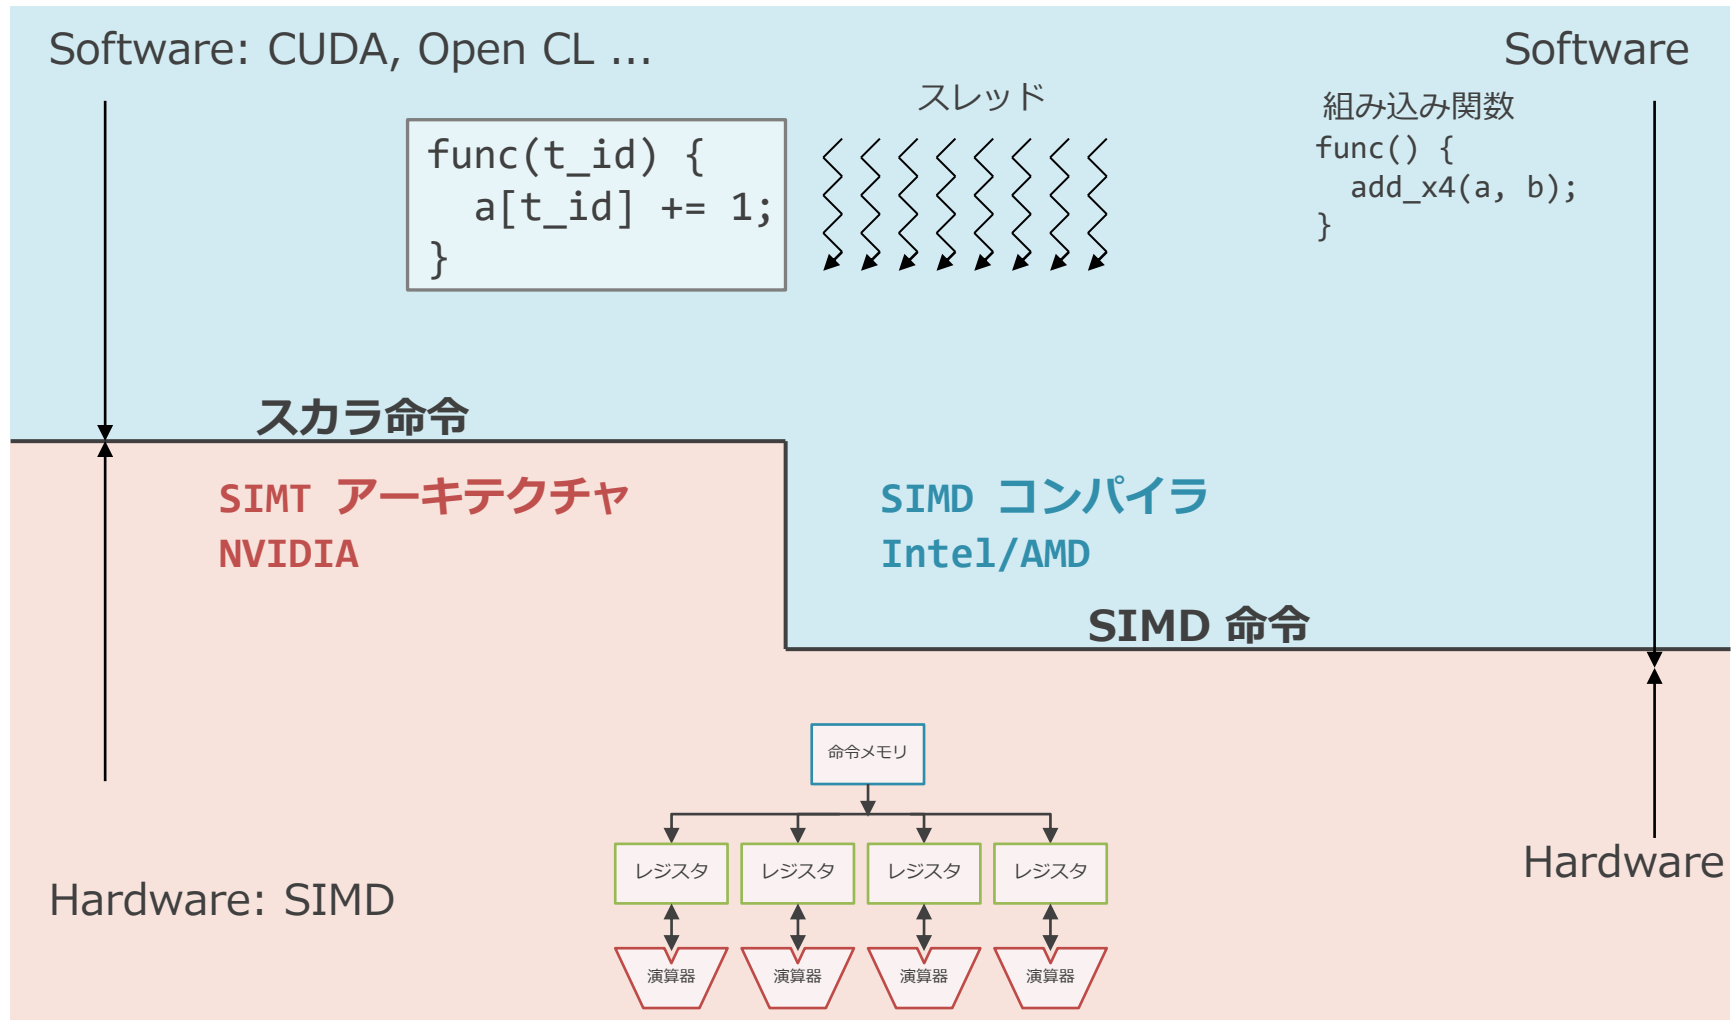 Software: CUDA, Open CL ...
Software
スレッド
組み込み関数
func(t_id) {
a[t_id] += 1;
}
func() {
add_x4(a, b);
}
スカラ命令
SIMT アーキテクチャ
NVIDIA
SIMD コンパイラ
Intel/AMD
SIMD 命令
命令メモリ
レジスタ
レジスタ
レジスタ
レジスタ
Hardware
Hardware: SIMD
演算器
演算器
演算器
演算器